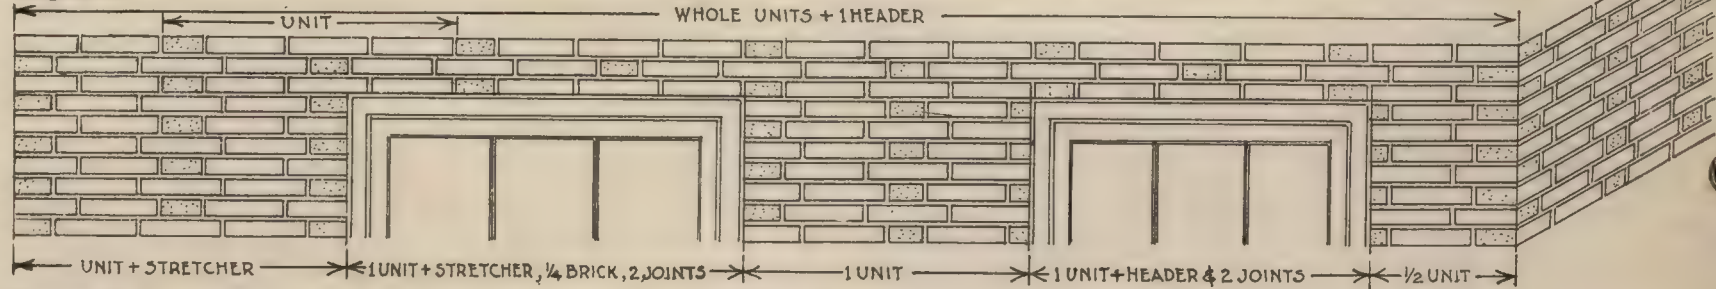 UNIT
WHOLE UNITS + 1 HEADER
UNIT + STRETCHER
1 UNIT + STRETCHER, ¼ BRICK, 2 JOINTS
1 UNIT
1 UNIT + HEADER & 2 JOINTS
½ UNIT